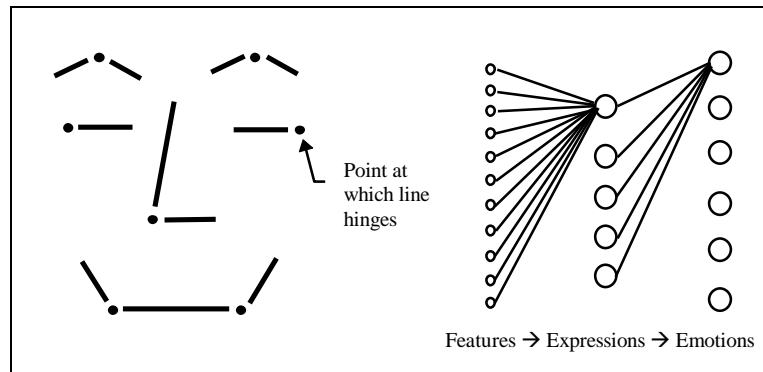 Point at
which line
hinges
Features → Expressions → Emotions